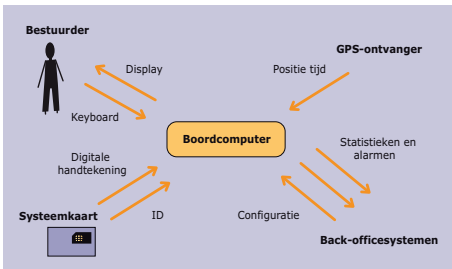 Bestuurder
Display
Keyboard
GPS-ontvanger
Positie tijd
Boordcomputer
Digitale
handtekening
ID
Systeemkaart
Statistieken en
alarmen
Configuratie
Back-officesystemen